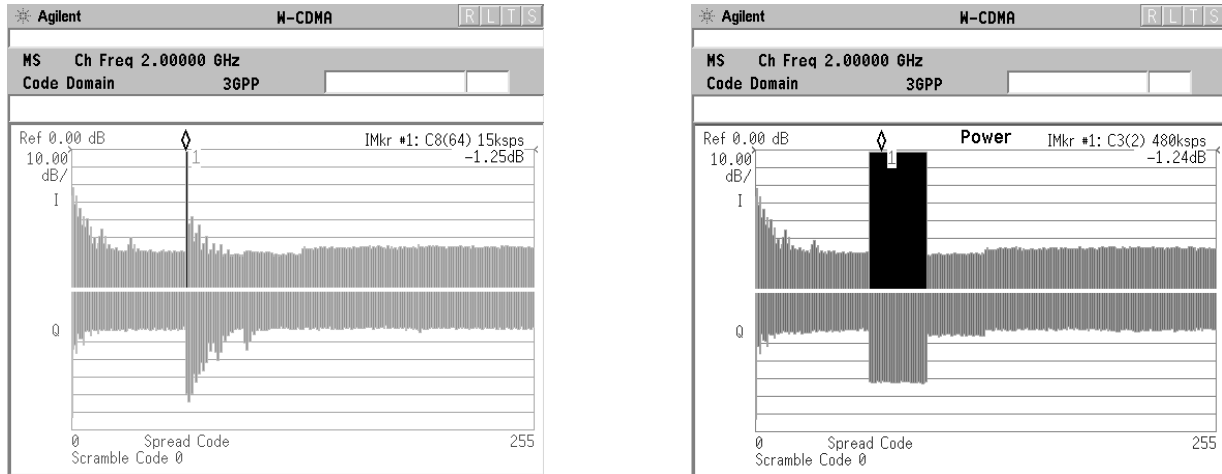 Agilent W-CDMA R L T S
MS Ch Freq 2.00000 GHz
Code Domain 3GPP
Ref 0.00 dB IMkr #1: C8(64) 15ksps
10.00 1 -1.25dB
dB/
I
Q
0 Spread Code 255
Scramble Code 0
Agilent W-CDMA R L T S
MS Ch Freq 2.00000 GHz
Code Domain 3GPP
Ref 0.00 dB Power IMkr #1: C3(2) 480ksps
10.00 1 -1.24dB
dB/
I
Q
0 Spread Code 255
Scramble Code 0